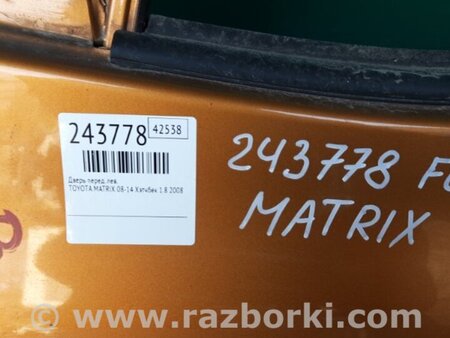 243778 42538
Дверь перед. лев.
TOYOTA MATRIX 08-14 Хэтчбек 1.8 2008
243778
MATRIX
www.razborki.com